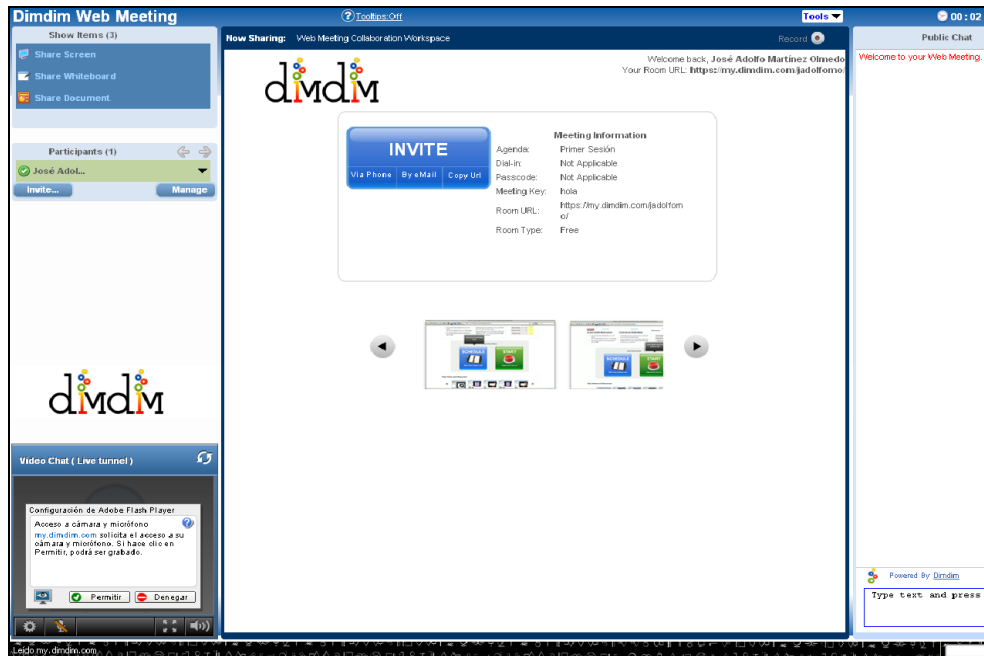 Dimdim Web Meeting
Tooltips:Off
Tools
00 : 02
Show Items (3)
Share Screen
Share Whiteboard
Share Document
Participants (1)
José Adol...
Invite...
Manage
dimdim
Video Chat ( Live tunnel )
Configuración de Adobe Flash Player
Acceso a cámara y micrófono
my.dimdim.com solicita el acceso a su
cámara y micrófono. Si hace clic en
Permitir, podrá ser grabado.
Permitir
Denegar
Leido my.dimdim.com
Now Sharing: Web Meeting Collaboration Workspace
Record
dimdim
Welcome back, José Adolfo Martínez Olmedo
Your Room URL: https://my.dimdim.com/jadolfomo/
INVITE
Via Phone
By eMail
Copy Url
Meeting Information
Agenda: Primer Sesión
Dial-in: Not Applicable
Passcode: Not Applicable
Meeting Key: hola
Room URL: https://my.dimdim.com/jadolfom
o/
Room Type: Free
SCHEDULE
START
SCHEDULE
START
Public Chat
Welcome to your Web Meeting.
Powered By Dimdim
Type text and press